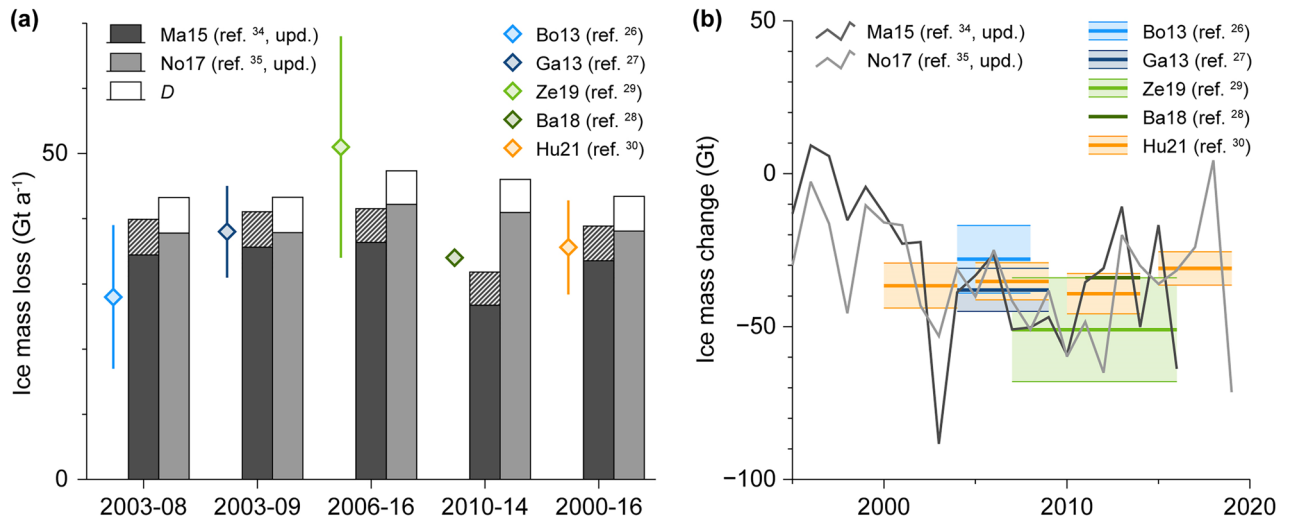 (a)
Ice mass loss (Gt a⁻¹)
50
0
Ma15 (ref. ³⁴, upd.)
No17 (ref. ³⁵, upd.)
D
Bo13 (ref. ²⁶)
Ga13 (ref. ²⁷)
Ze19 (ref. ²⁹)
Ba18 (ref. ²⁸)
Hu21 (ref. ³⁰)
2003-08 2003-09 2006-16 2010-14 2000-16
(b)
Ice mass change (Gt)
50
0
−50
−100
Ma15 (ref. ³⁴, upd.)
No17 (ref. ³⁵, upd.)
Bo13 (ref. ²⁶)
Ga13 (ref. ²⁷)
Ze19 (ref. ²⁹)
Ba18 (ref. ²⁸)
Hu21 (ref. ³⁰)
2000 2010 2020